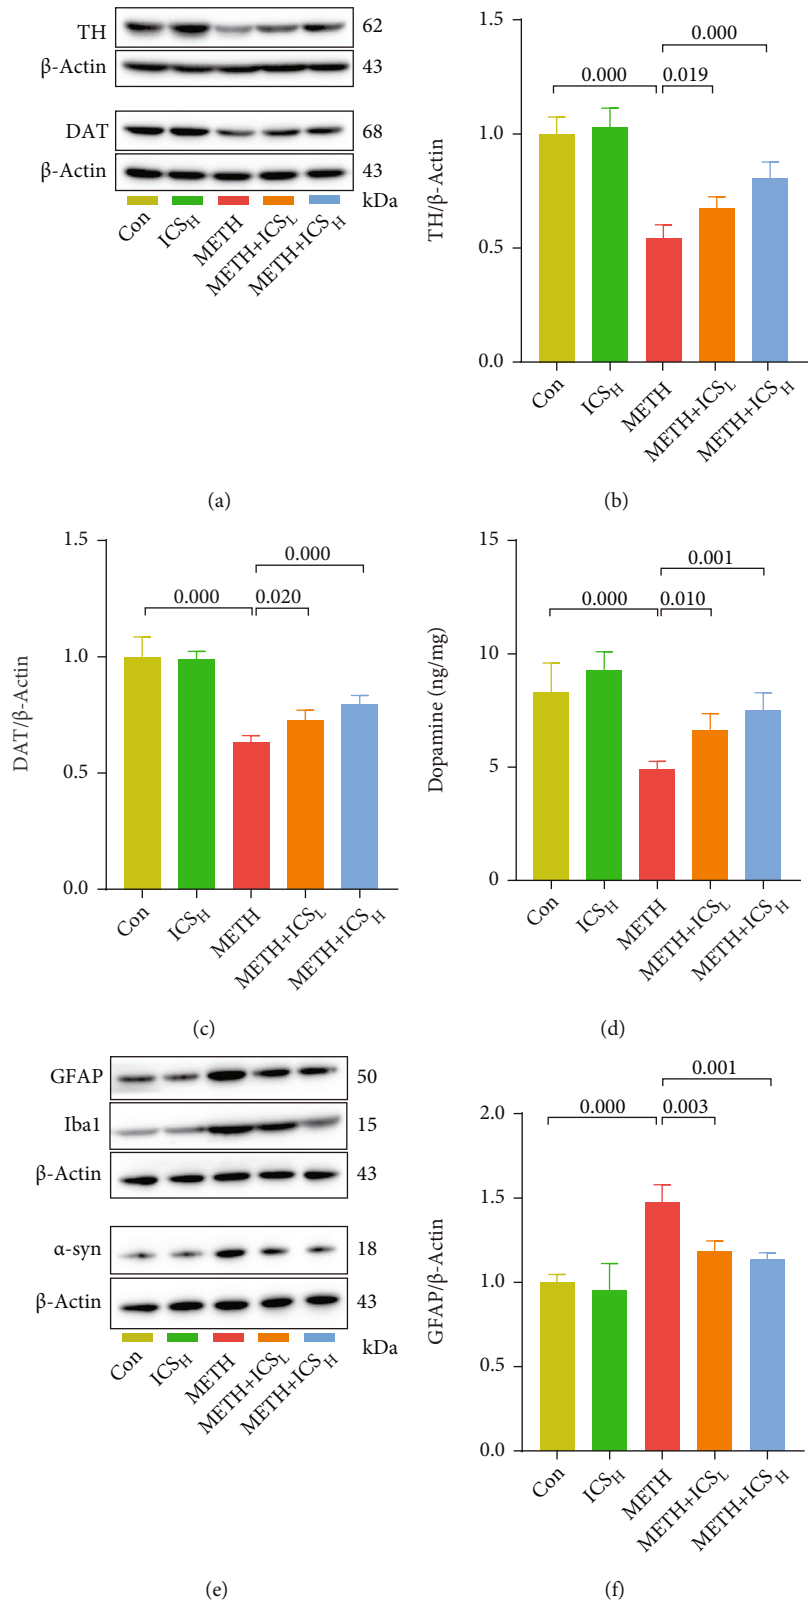 TH 62
β-Actin 43
DAT 68
β-Actin 43
kDa
Con ICSH METH METH+ICSL METH+ICSH
(a)
TH/β-Actin
1.5
1.0
0.5
0.0
0.000
0.000 0.019
Con ICSH METH METH+ICSL METH+ICSH
(b)
DAT/β-Actin
1.5
1.0
0.5
0.0
0.000
0.000 0.020
Con ICSH METH METH+ICSL METH+ICSH
(c)
Dopamine (ng/mg)
15
10
5
0
0.001
0.000 0.010
Con ICSH METH METH+ICSL METH+ICSH
(d)
GFAP 50
Iba1 15
β-Actin 43
α-syn 18
β-Actin 43
kDa
Con ICSH METH METH+ICSL METH+ICSH
(e)
GFAP/β-Actin
2.0
1.5
1.0
0.5
0.0
0.001
0.000 0.003
Con ICSH METH METH+ICSL METH+ICSH
(f)